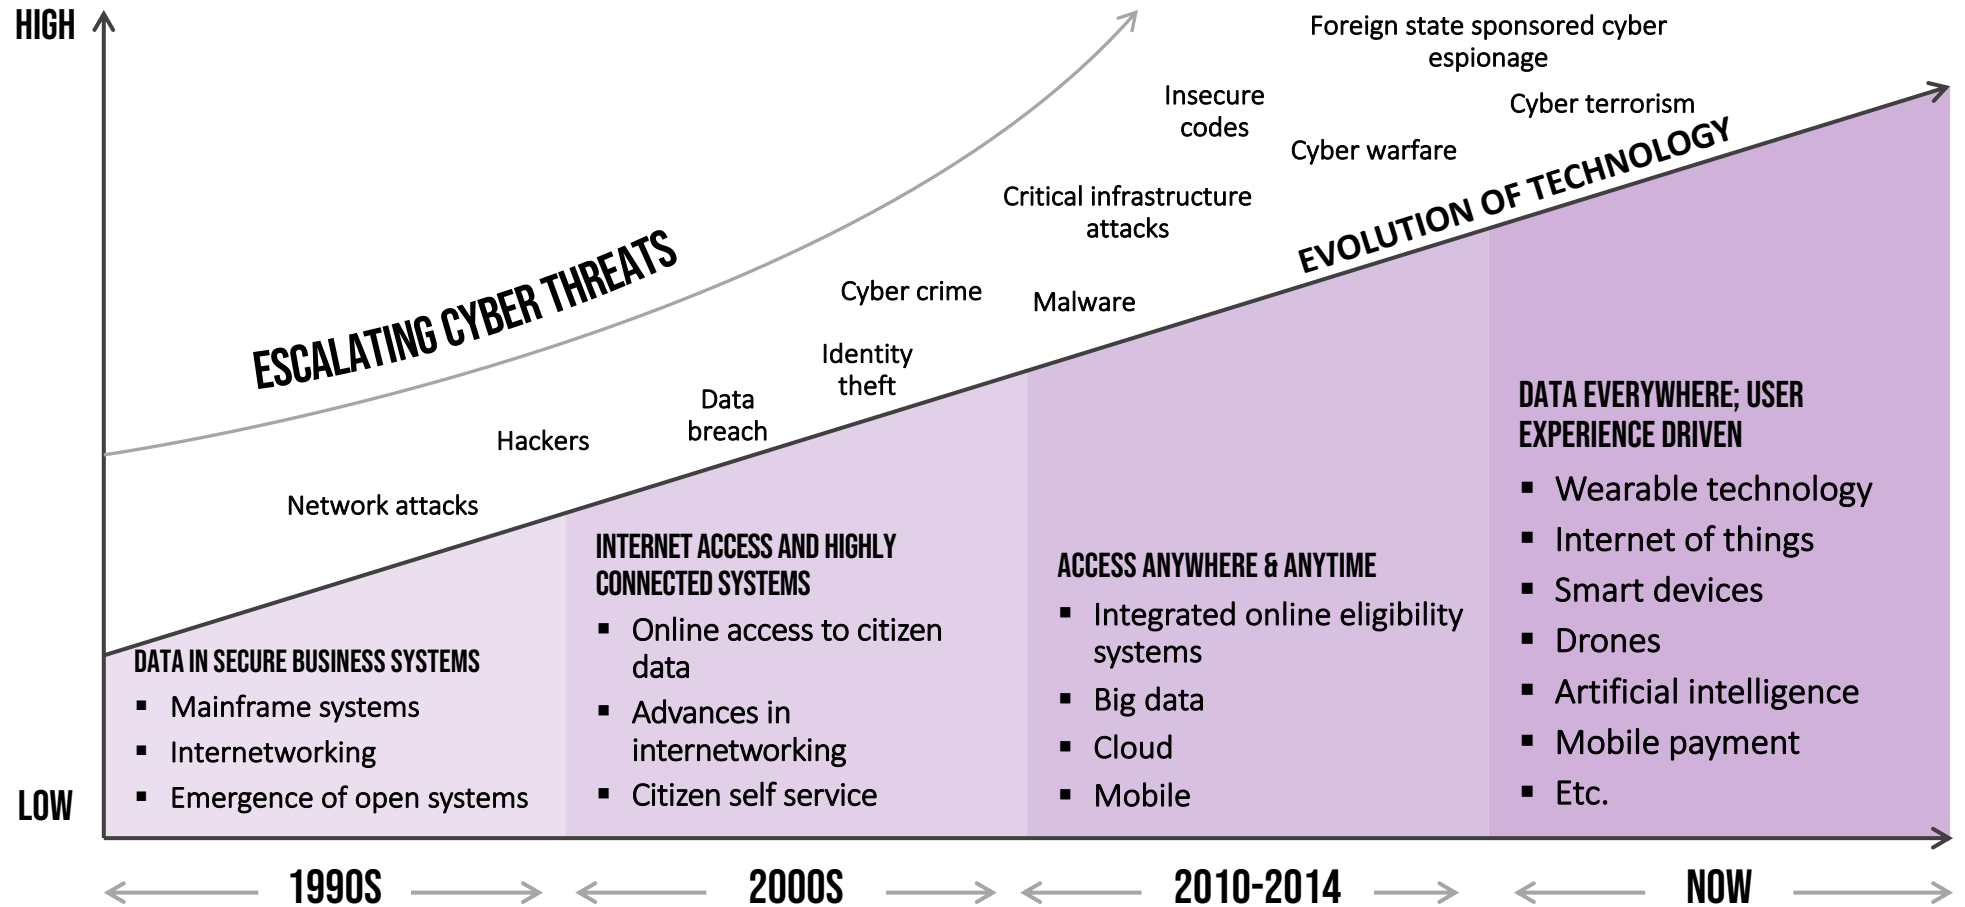 HIGH
Foreign state sponsored cyber
espionage
Insecure
codes
Cyber terrorism
Cyber warfare
EVOLUTION OF TECHNOLOGY
Critical infrastructure
attacks
ESCALATING CYBER THREATS
Cyber crime
Malware
Identity
theft
Data
breach
Hackers
Network attacks
DATA IN SECURE BUSINESS SYSTEMS
▪ Mainframe systems
▪ Internetworking
▪ Emergence of open systems
INTERNET ACCESS AND HIGHLY
CONNECTED SYSTEMS
▪ Online access to citizen
data
▪ Advances in
internetworking
▪ Citizen self service
ACCESS ANYWHERE & ANYTIME
▪ Integrated online eligibility
systems
▪ Big data
▪ Cloud
▪ Mobile
DATA EVERYWHERE; USER
EXPERIENCE DRIVEN
▪ Wearable technology
▪ Internet of things
▪ Smart devices
▪ Drones
▪ Artificial intelligence
▪ Mobile payment
▪ Etc.
LOW
1990S
2000S
2010-2014
NOW